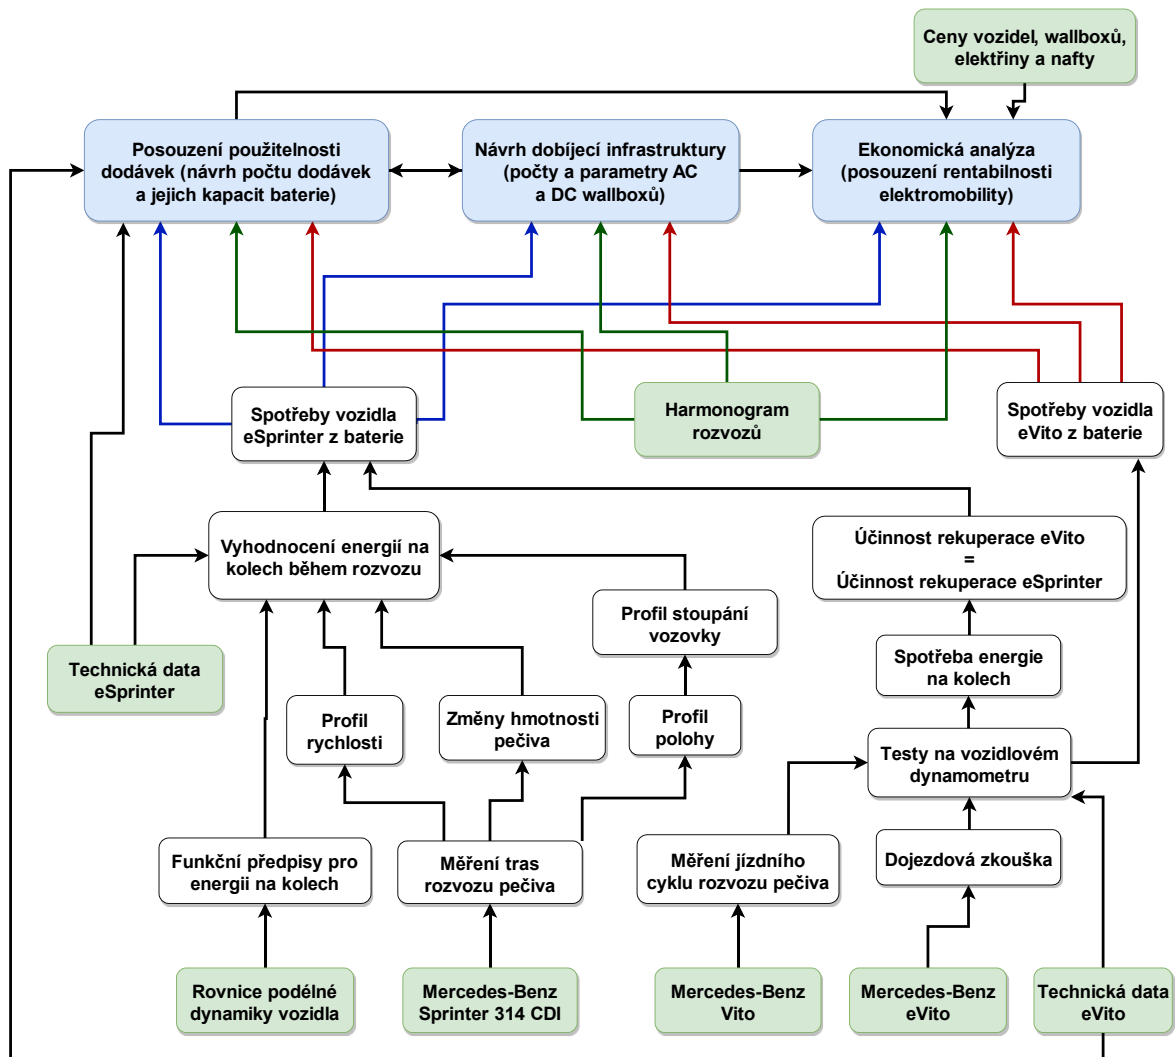 Ceny vozidel, wallboxů,
elektřiny a nafty
Posouzení použitelnosti
dodávek (návrh počtu dodávek
a jejich kapacit baterie)
Návrh dobíjecí infrastruktury
(počty a parametry AC
a DC wallboxů)
Ekonomická analýza
(posouzení rentabilnosti
elektromobility)
Spotřeby vozidla
eSprinter z baterie
Harmonogram
rozvozů
Spotřeby vozidla
eVito z baterie
Vyhodnocení energií na
kolech během rozvozu
Účinnost rekuperace eVito
=
Účinnost rekuperace eSprinter
Profil stoupání
vozovky
Technická data
eSprinter
Spotřeba energie
na kolech
Profil
rychlosti
Změny hmotnosti
pečiva
Profil
polohy
Testy na vozidlovém
dynamometru
Funkční předpisy pro
energii na kolech
Měření tras
rozvozu pečiva
Měření jízdního
cyklu rozvozu pečiva
Dojezdová zkouška
Rovnice podélné
dynamiky vozidla
Mercedes-Benz
Sprinter 314 CDI
Mercedes-Benz
Vito
Mercedes-Benz
eVito
Technická data
eVito